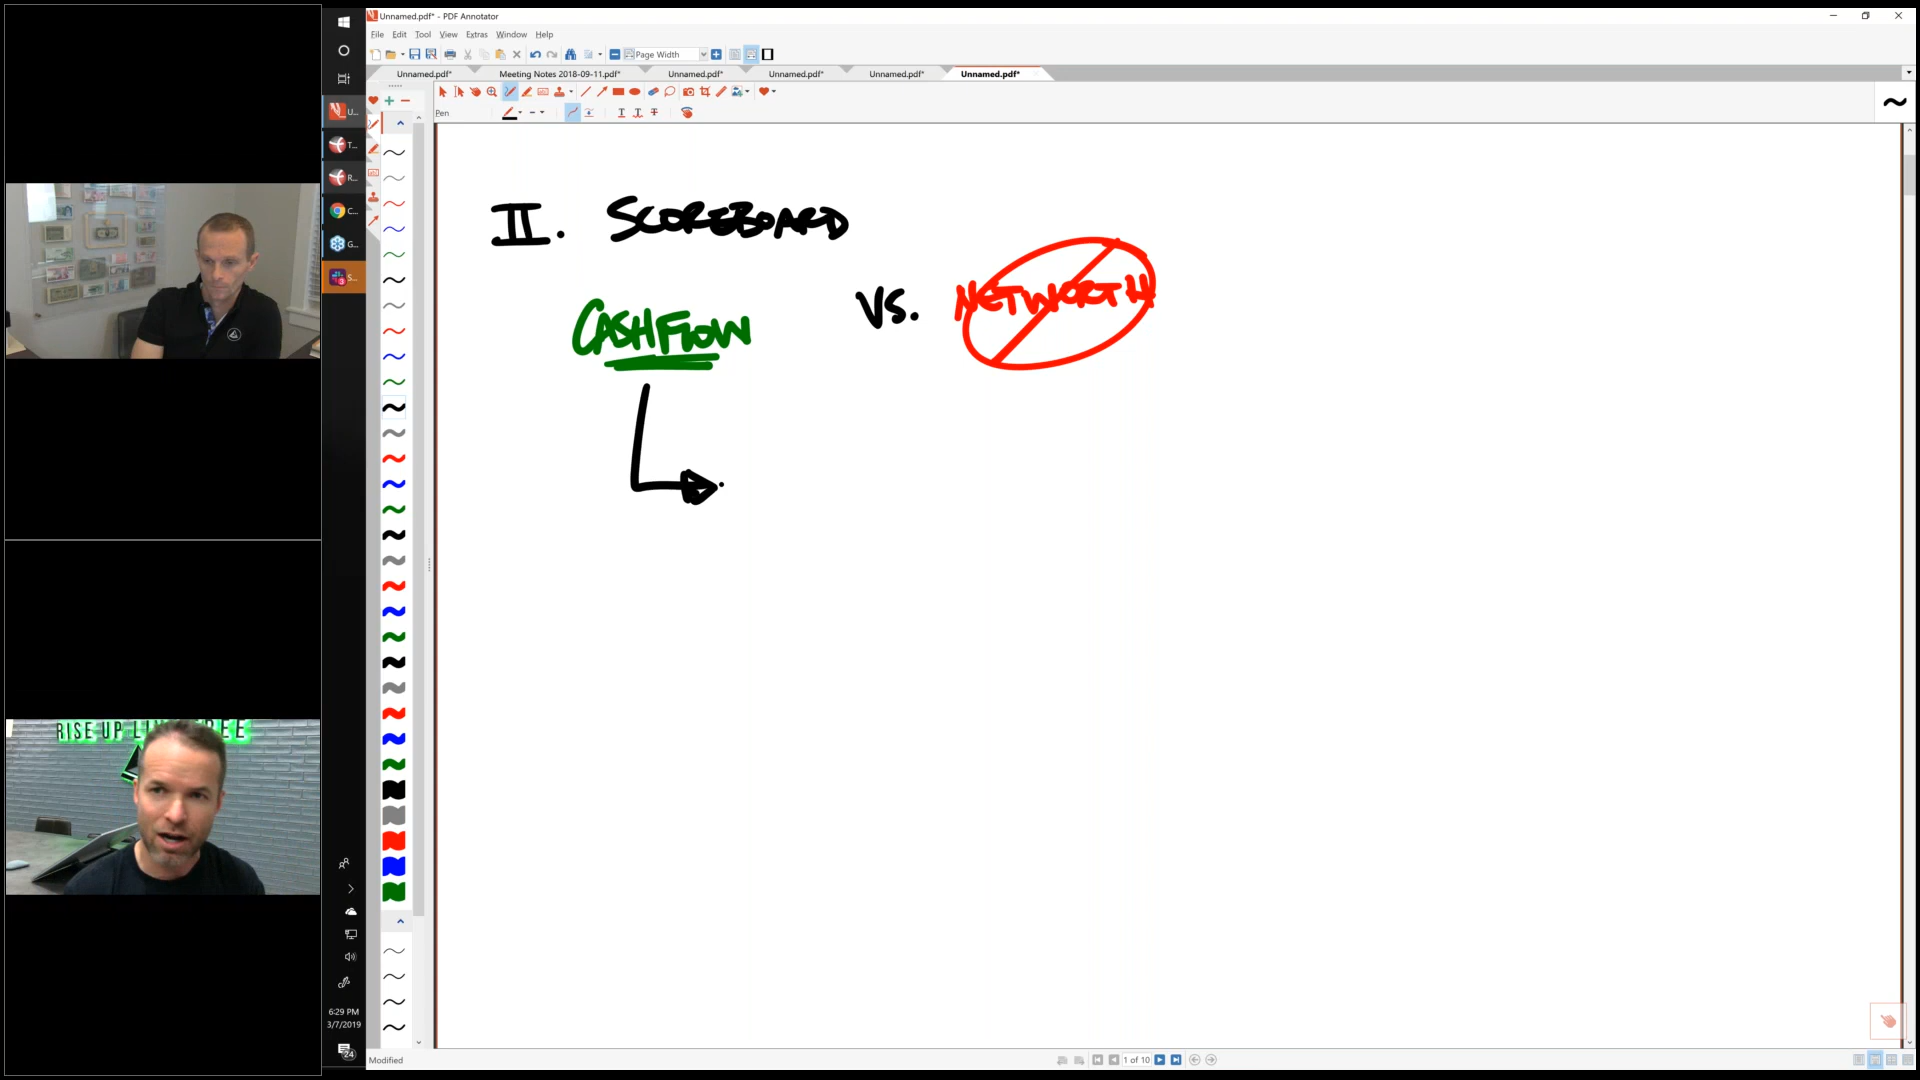 Unnamed.pdf* - PDF Annotator
File Edit Tool View Extras Window Help
Page Width
Unnamed.pdf* Meeting Notes 2018-09-11.pdf* Unnamed.pdf* Unnamed.pdf* Unnamed.pdf* Unnamed.pdf*
Pen
U...
T...
R...
C...
G...
S...
II. SCOREBOARD
CASHFLOW VS. NETWORTH
RISE UP
6:29 PM
3/7/2019
24
Modified
1 of 10